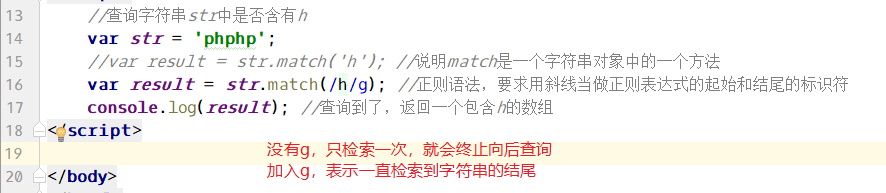 13 //查询字符串str中是否含有h
14 var str = 'phphp';
15 //var result = str.match('h'); //说明match是一个字符串对象中的一个方法
16 var result = str.match(/h/g); //正则语法，要求用斜线当做正则表达式的起始和结尾的标识符
17 console.log(result); //查询到了，返回一个包含h的数组
18 </script>
19 没有g，只检索一次，就会终止向后查询
20 </body> 加入g，表示一直检索到字符串的结尾